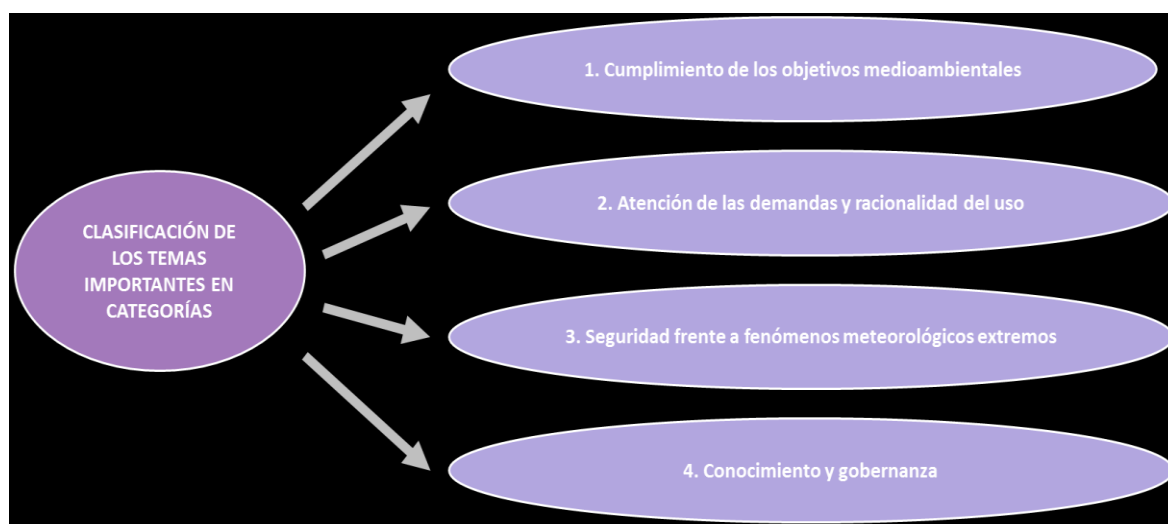 CLASIFICACIÓN DE
LOS TEMAS
IMPORTANTES EN
CATEGORÍAS
1. Cumplimiento de los objetivos medioambientales
2. Atención de las demandas y racionalidad del uso
3. Seguridad frente a fenómenos meteorológicos extremos
4. Conocimiento y gobernanza